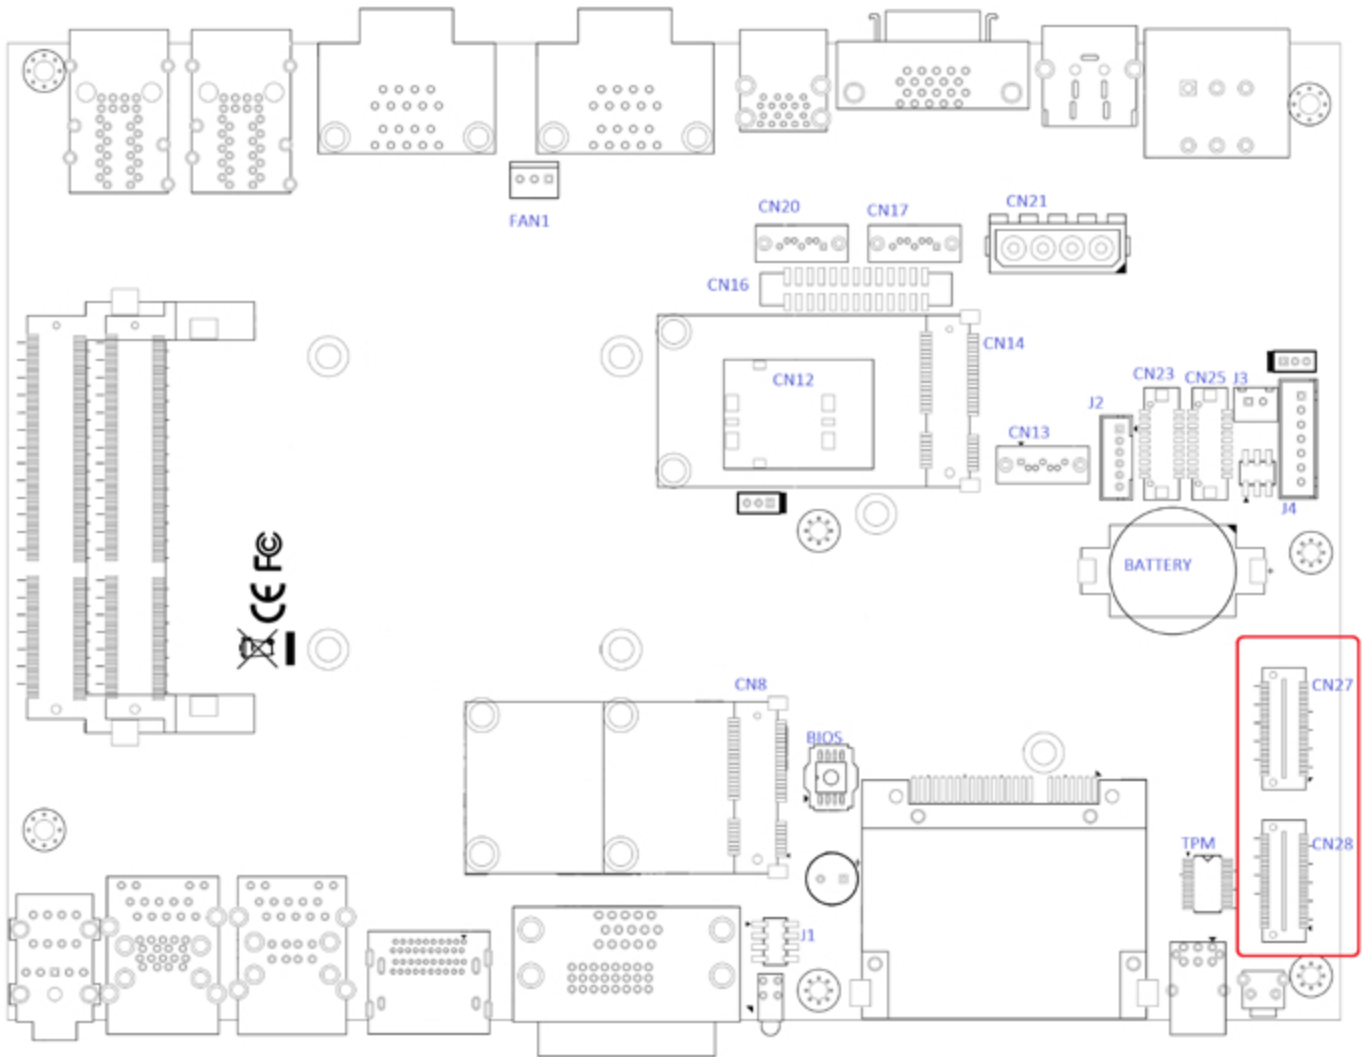 FAN1
CN20
CN17
CN21
CN16
CN14
CN12
CN23
CN25
J3
J2
CN13
J4
CE FC
BATTERY
CN8
CN27
BIOS
TPM
CN28
J1